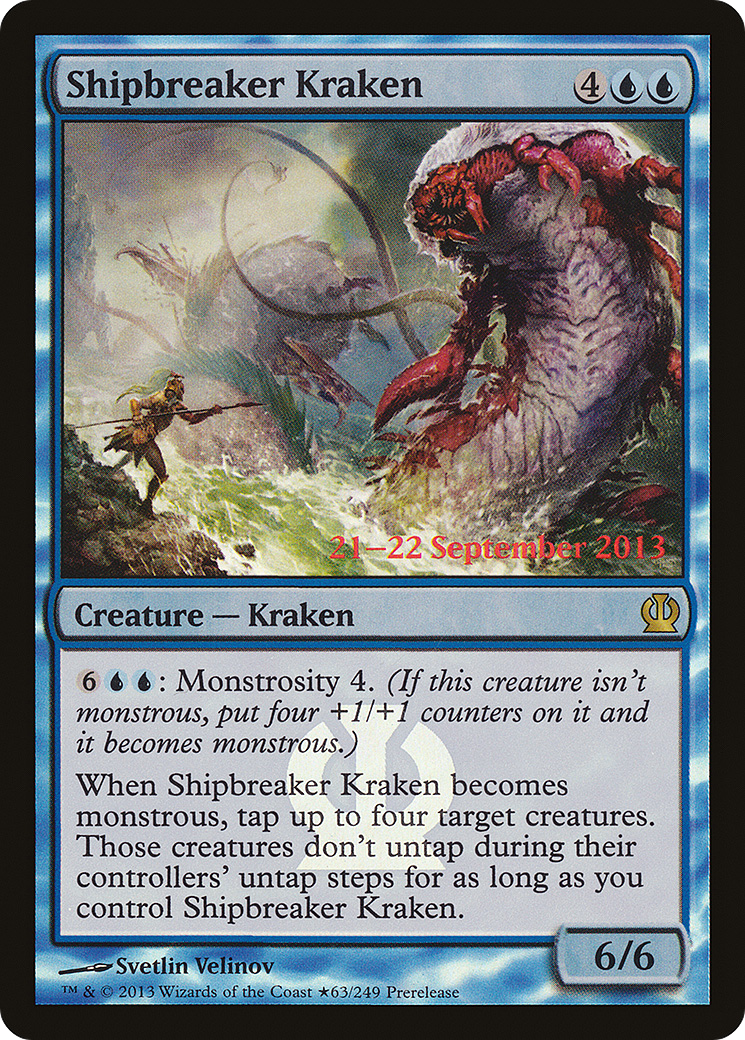 Shipbreaker Kraken 4
21–22 September 2013
Creature — Kraken
6: Monstrosity 4. (If this creature isn't
monstrous, put four +1/+1 counters on it and
it becomes monstrous.)
When Shipbreaker Kraken becomes
monstrous, tap up to four target creatures.
Those creatures don't untap during their
controllers' untap steps for as long as you
control Shipbreaker Kraken.
6/6
Svetlin Velinov
™ & © 2013 Wizards of the Coast ★63/249 Prerelease